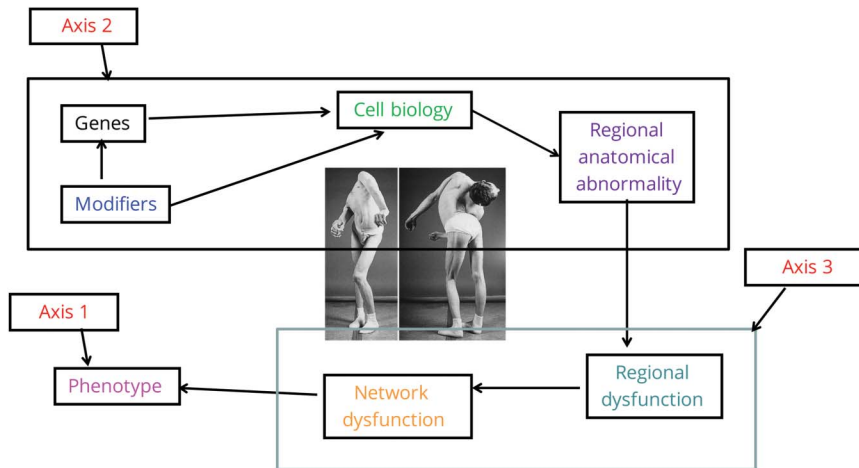 Axis 2
Genes
Cell biology
Regional
anatomical
abnormality
Modifiers
Axis 3
Axis 1
Phenotype
Network
dysfunction
Regional
dysfunction